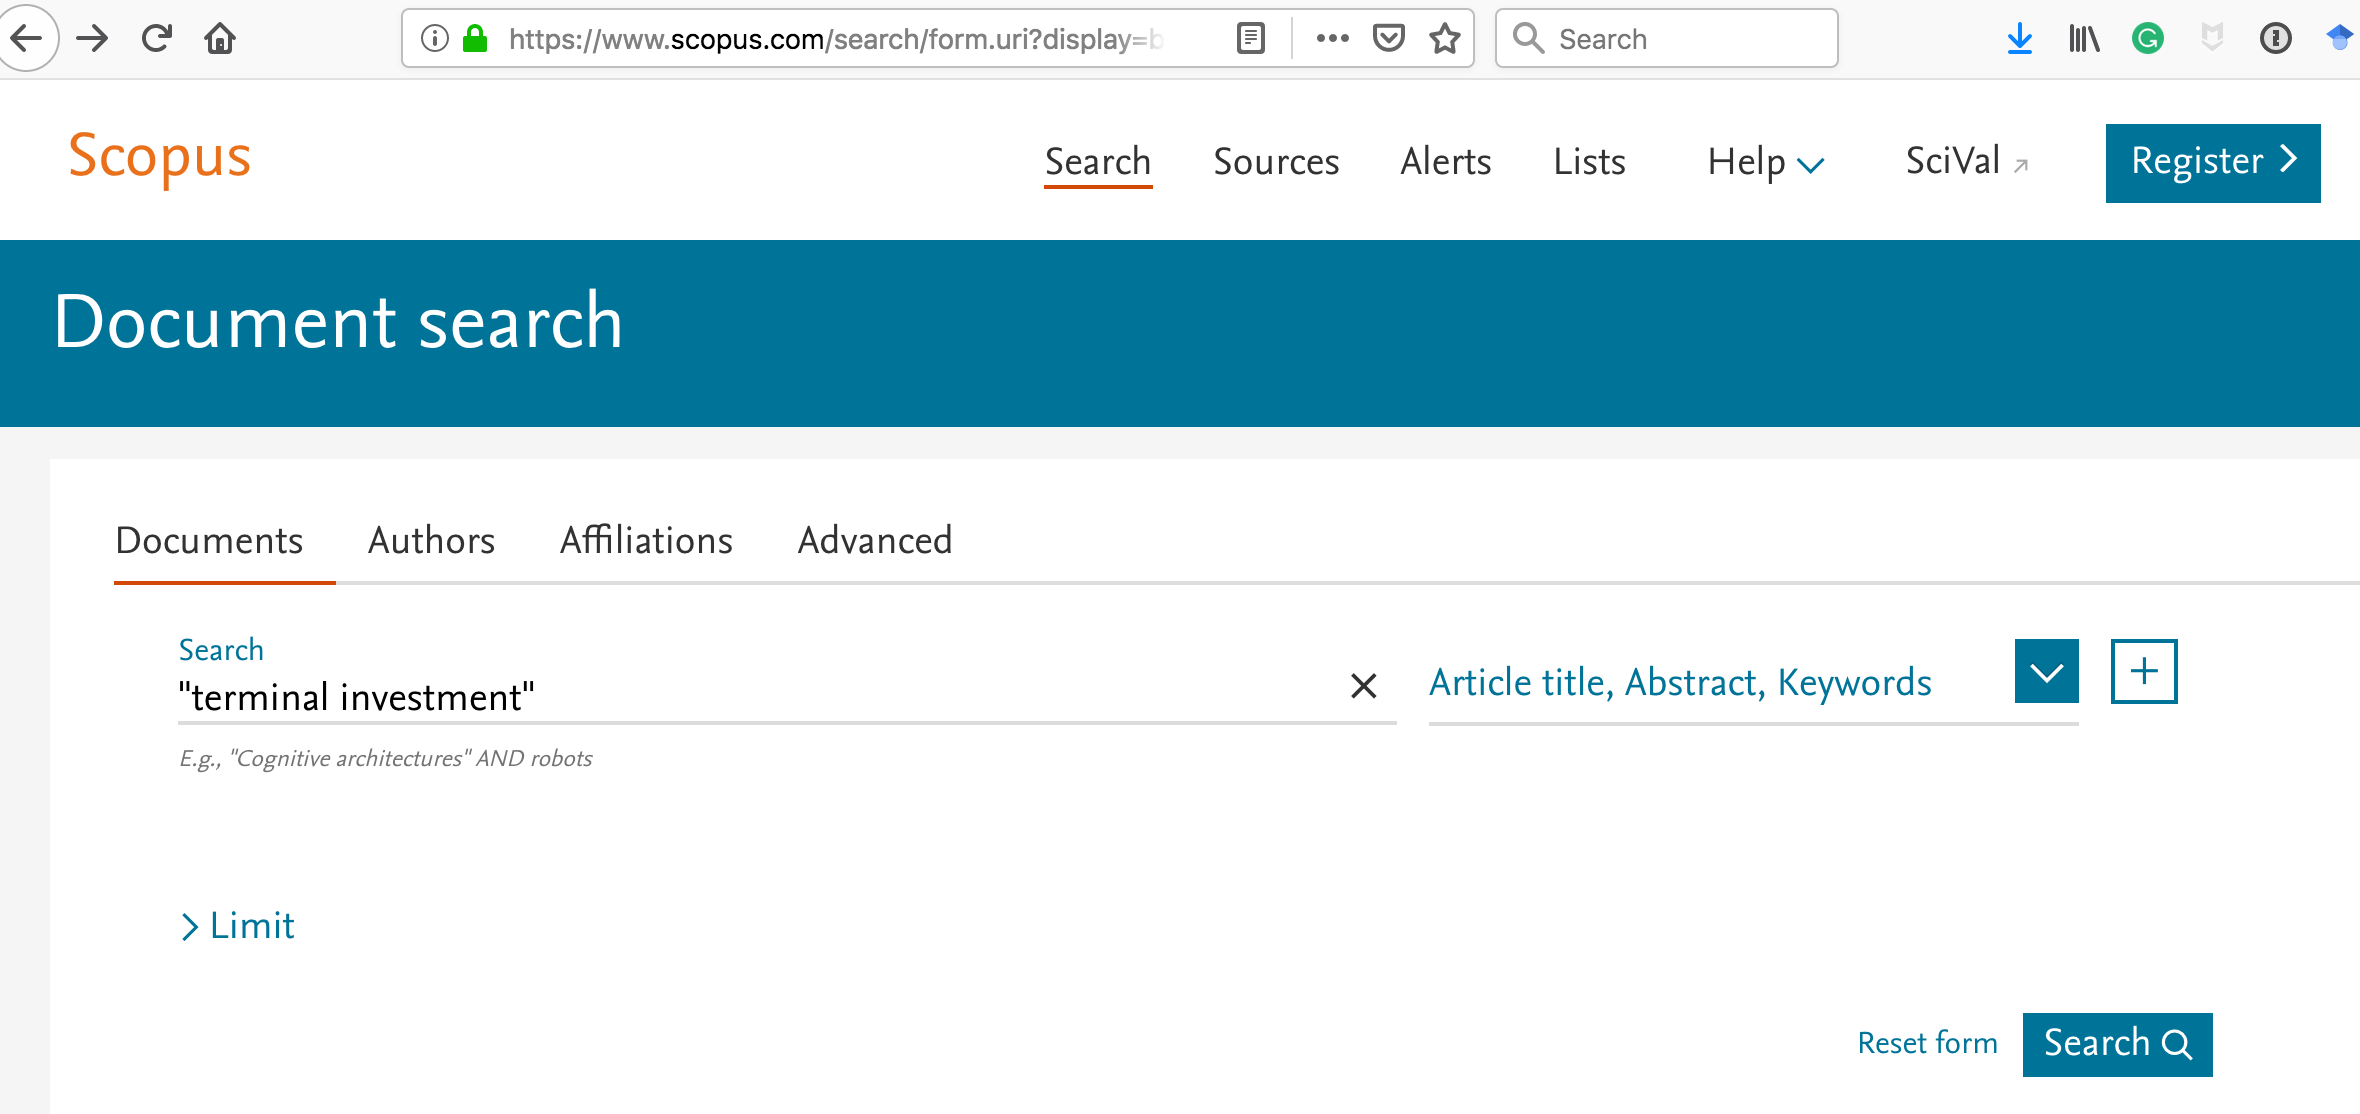 https://www.scopus.com/search/form.uri?display=b
Search
Scopus
Search Sources Alerts Lists Help SciVal Register
Document search
Documents Authors Affiliations Advanced
Search
"terminal investment"
Article title, Abstract, Keywords
E.g., "Cognitive architectures" AND robots
Limit
Reset form Search